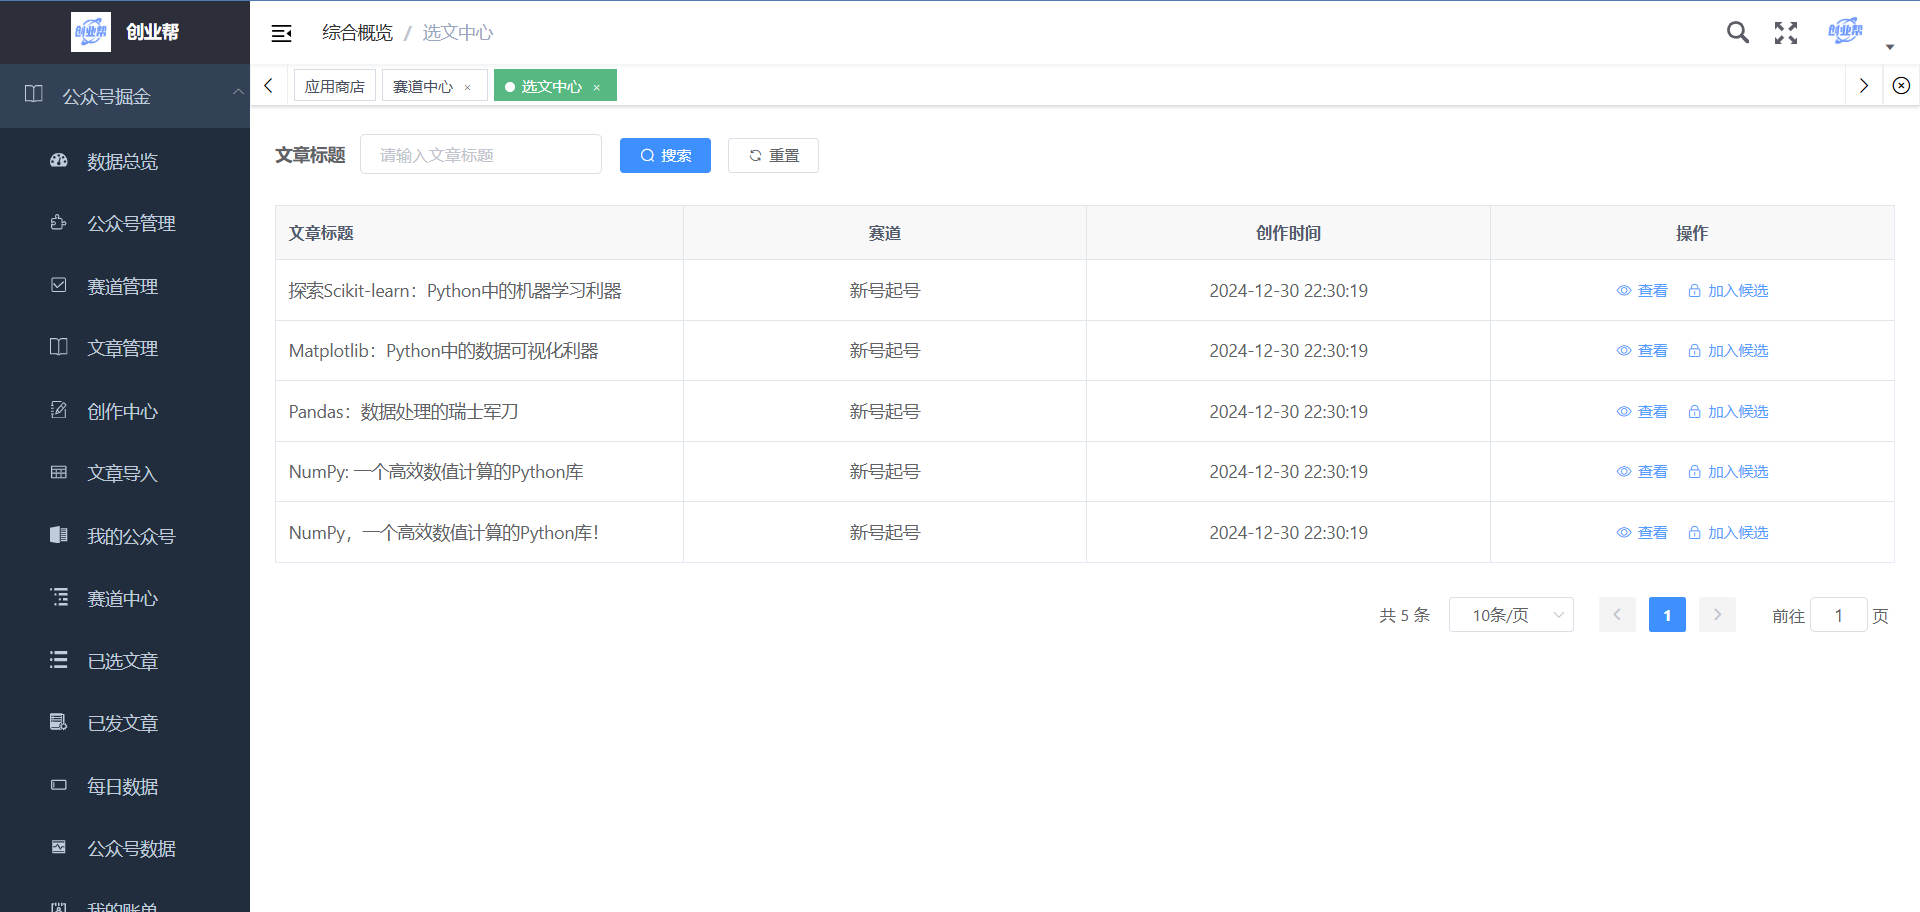 创业帮
创业帮
综合概览 / 选文中心
创业帮
公众号掘金
应用商店
赛道中心 ×
选文中心 ×
数据总览
公众号管理
赛道管理
文章管理
创作中心
文章导入
我的公众号
赛道中心
已选文章
已发文章
每日数据
公众号数据
我的账单
文章标题 请输入文章标题 搜索 重置
文章标题 赛道 创作时间 操作
探索Scikit-learn：Python中的机器学习利器 新号起号 2024-12-30 22:30:19 查看 加入候选
Matplotlib：Python中的数据可视化利器 新号起号 2024-12-30 22:30:19 查看 加入候选
Pandas：数据处理的瑞士军刀 新号起号 2024-12-30 22:30:19 查看 加入候选
NumPy: 一个高效数值计算的Python库 新号起号 2024-12-30 22:30:19 查看 加入候选
NumPy，一个高效数值计算的Python库！ 新号起号 2024-12-30 22:30:19 查看 加入候选
共 5 条 10条/页 1 前往 1 页